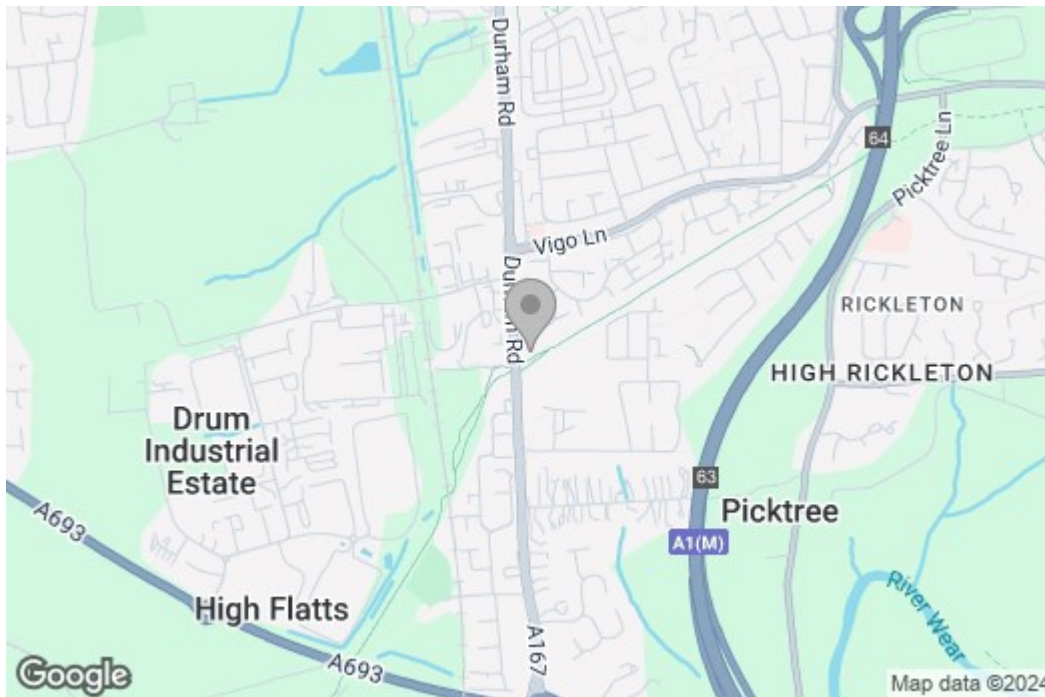 Durham Rd
64
Picktree Ln
Vigo Ln
Durham Rd
RICKLETON
HIGH RICKLETON
Drum
Industrial
Estate
63
Picktree
A693
A1(M)
River Wear
High Flatts
A167
A693
Google
Map data ©2024